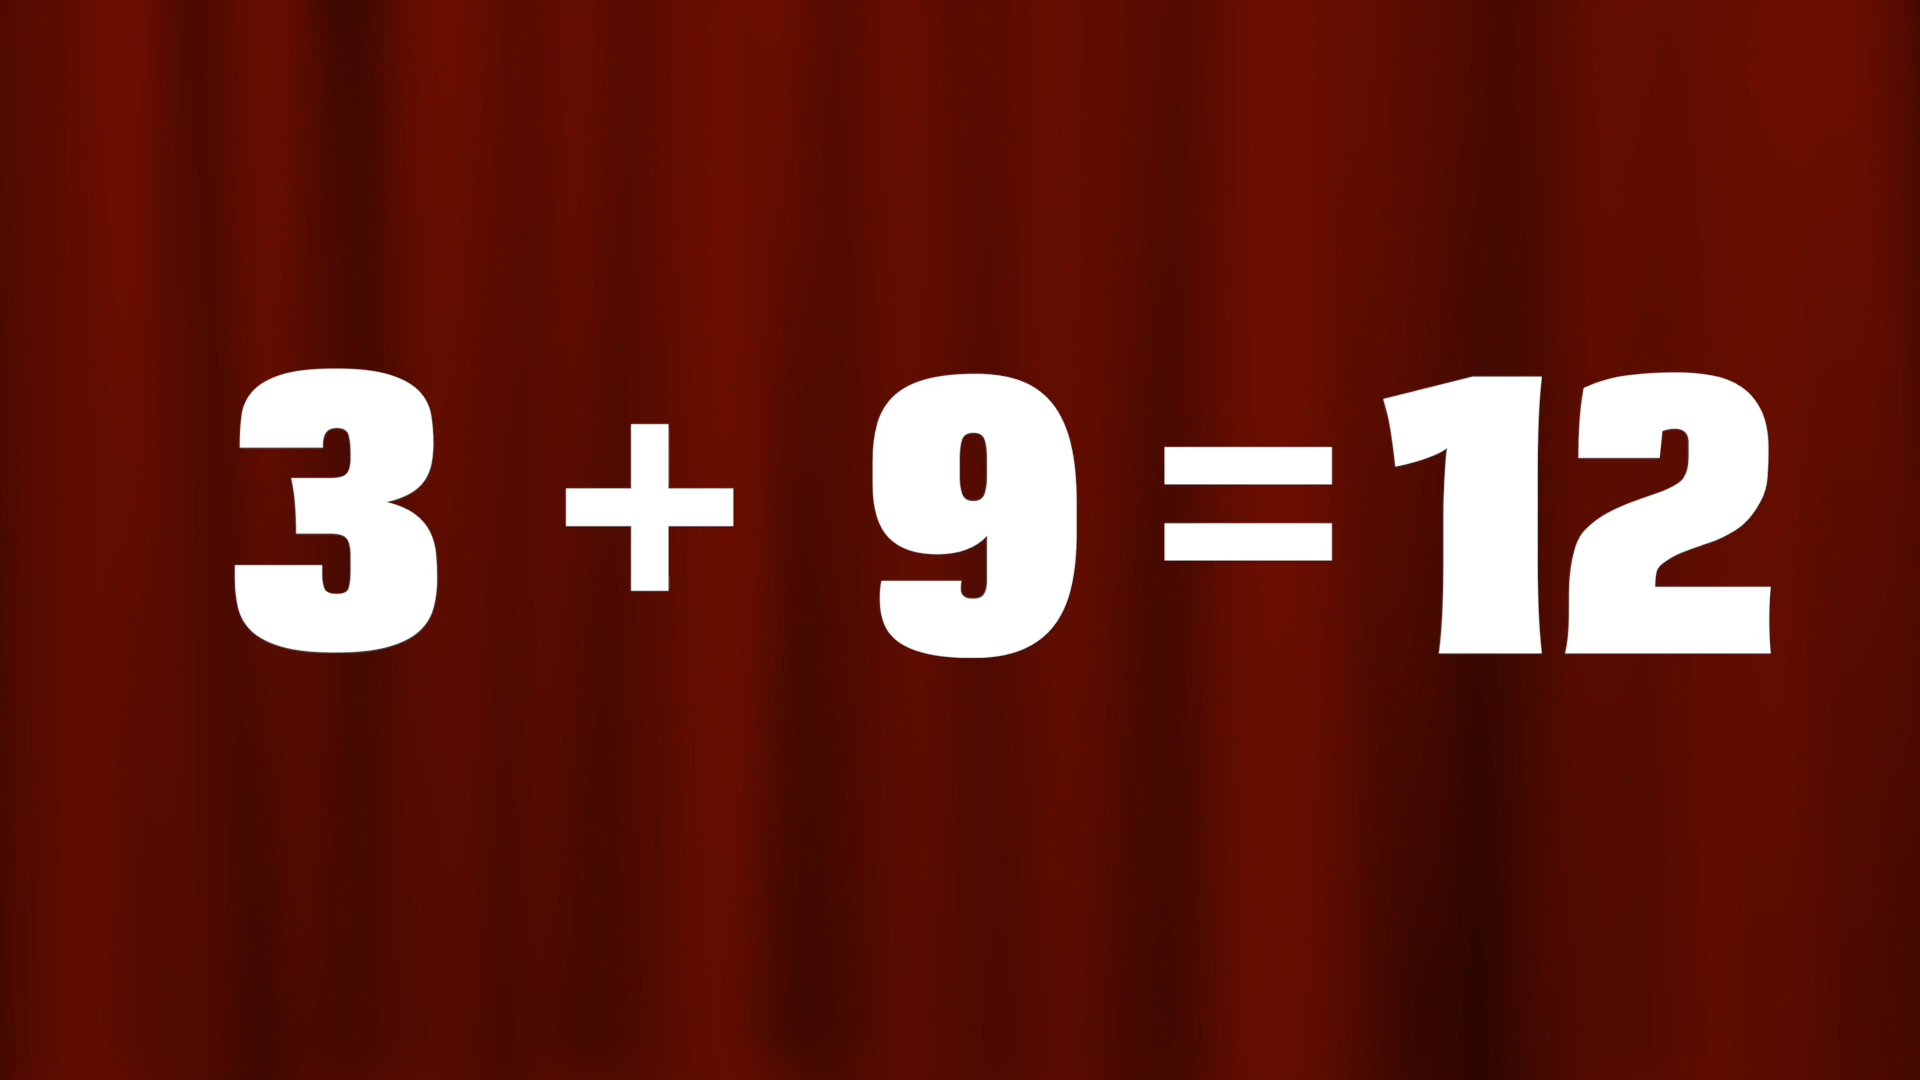 3 + 9 = 12